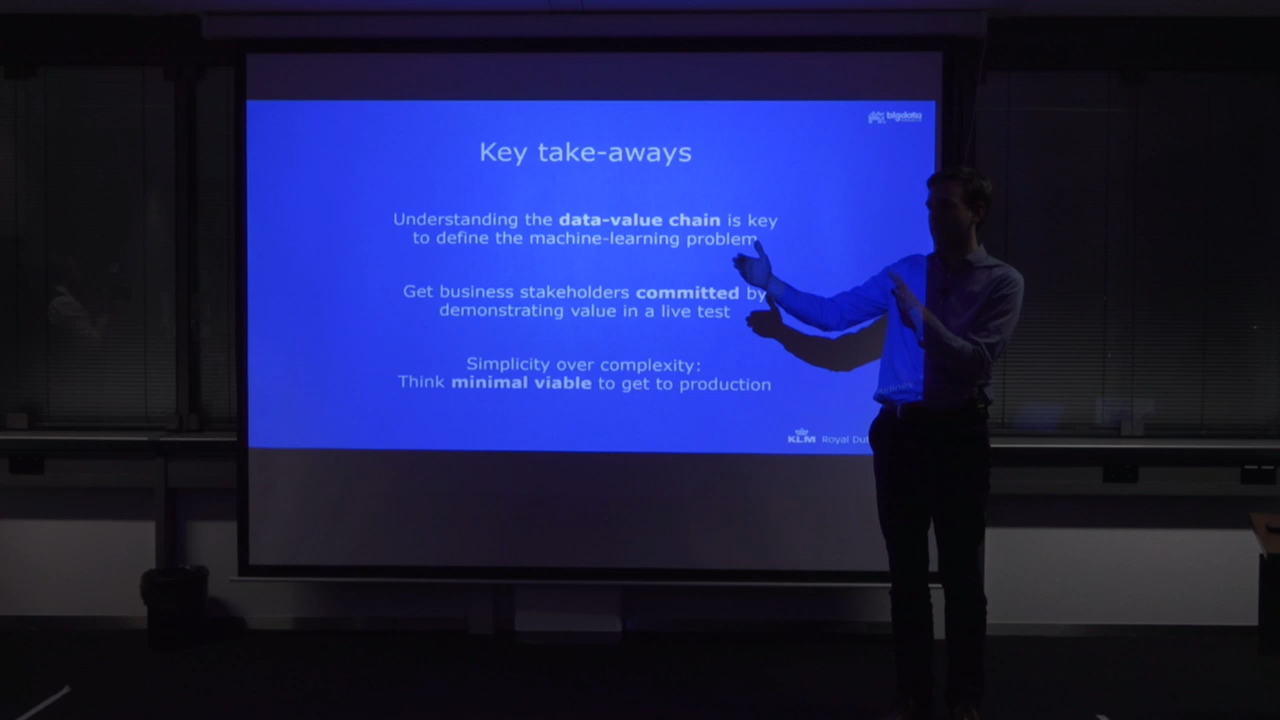 bigdata
Key take-aways
Understanding the data-value chain is key
to define the machine-learning problem
Get business stakeholders committed by
demonstrating value in a live test
Simplicity over complexity:
Think minimal viable to get to production
KLM Royal Du